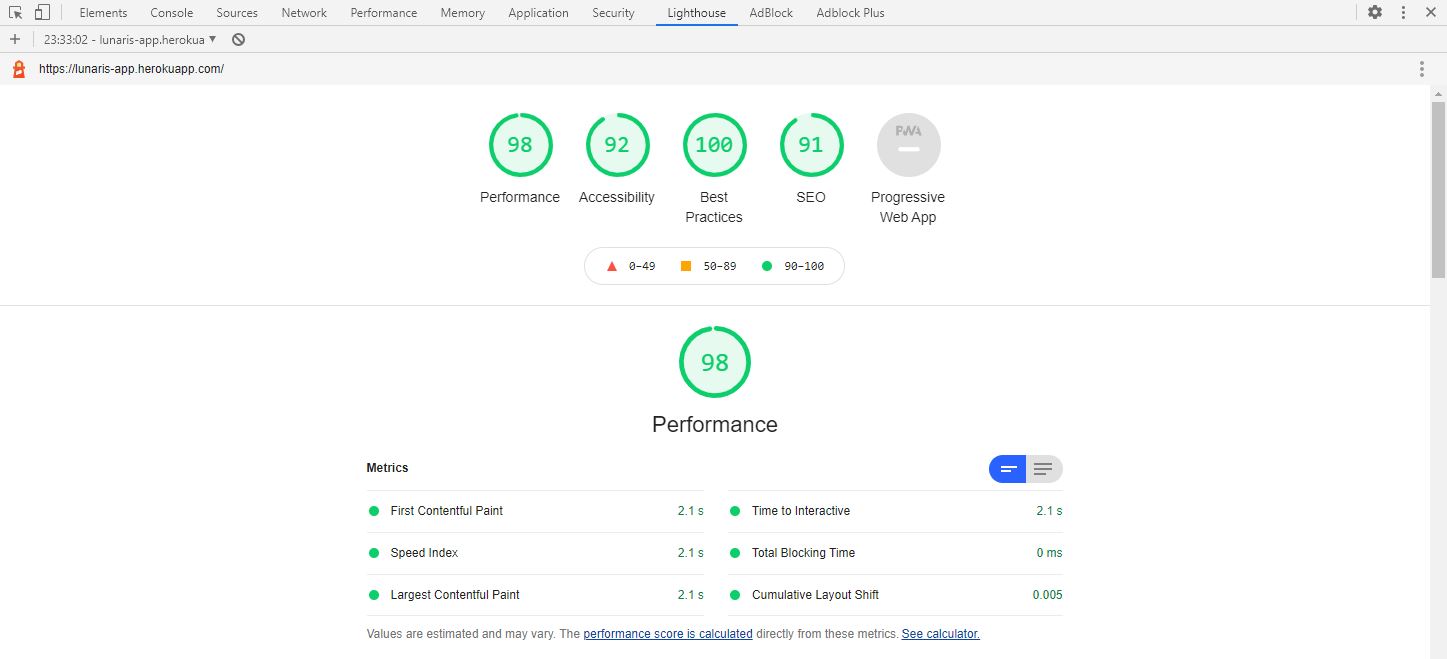 Elements Console Sources Network Performance Memory Application Security Lighthouse AdBlock Adblock Plus
23:33:02 - lunaris-app.herokua
https://lunaris-app.herokuapp.com/
98 92 100 91 PWA
Performance Accessibility Best Practices SEO Progressive Web App
0–49 50–89 90–100
98
Performance
Metrics
First Contentful Paint 2.1 s Time to Interactive 2.1 s
Speed Index 2.1 s Total Blocking Time 0 ms
Largest Contentful Paint 2.1 s Cumulative Layout Shift 0.005
Values are estimated and may vary. The performance score is calculated directly from these metrics. See calculator.